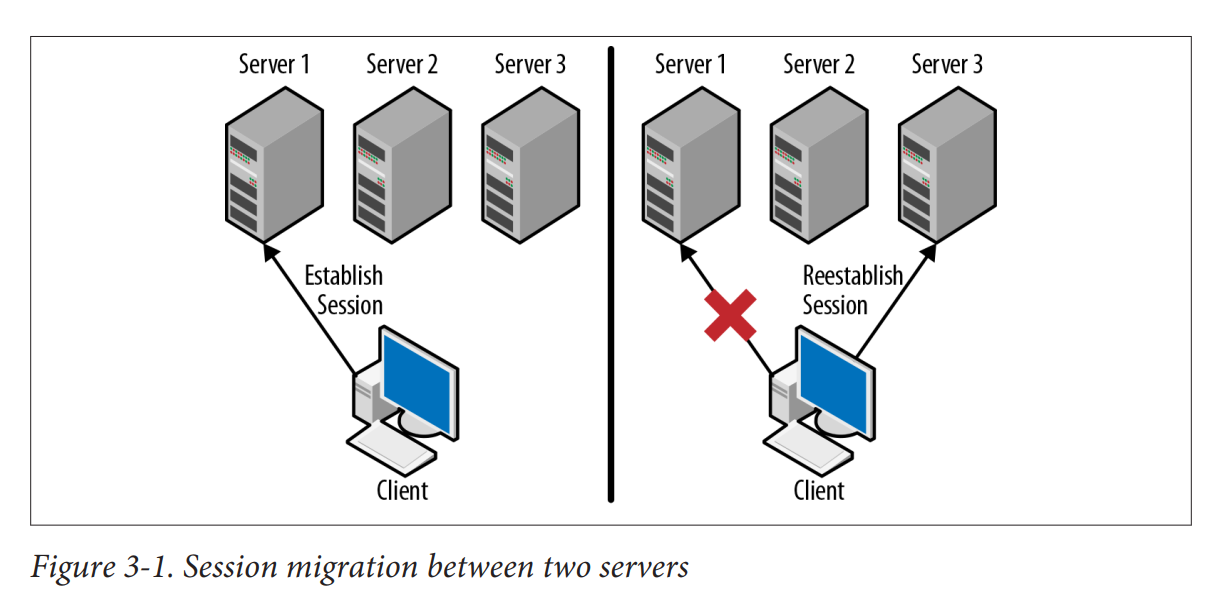 Server 1 Server 2 Server 3
Establish
Session
Client
Server 1 Server 2 Server 3
Reestablish
Session
Client
Figure 3-1. Session migration between two servers